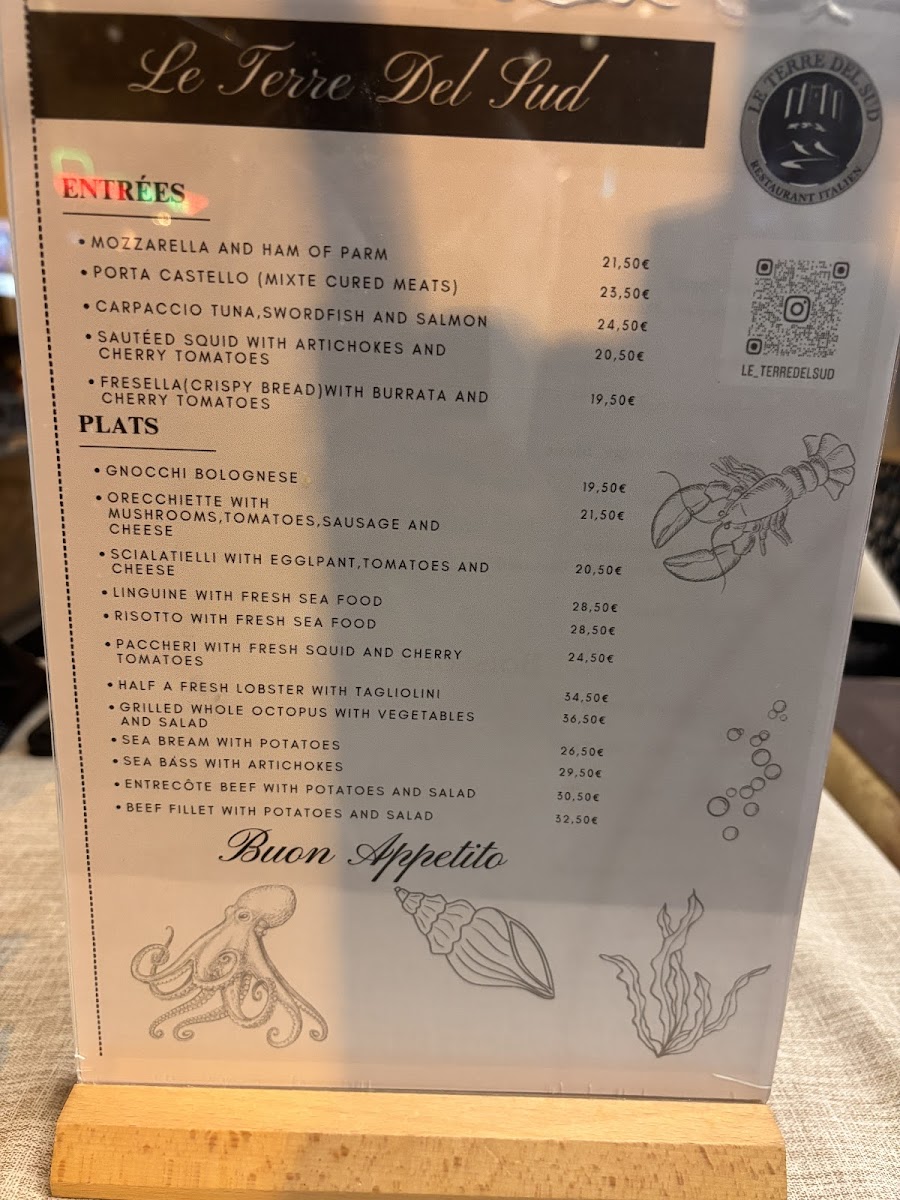 Le Terre Del Sud
LE TERRE DEL SUD
RESTAURANT ITALIEN
LE_TERREDELSUD
ENTRÉES
• MOZZARELLA AND HAM OF PARM 21,50€
• PORTA CASTELLO (MIXTE CURED MEATS) 23,50€
• CARPACCIO TUNA,SWORDFISH AND SALMON 24,50€
• SAUTÉED SQUID WITH ARTICHOKES AND 20,50€
CHERRY TOMATOES
• FRESELLA(CRISPY BREAD)WITH BURRATA AND 19,50€
CHERRY TOMATOES
PLATS
• GNOCCHI BOLOGNESE 19,50€
• ORECCHIETTE WITH 21,50€
MUSHROOMS,TOMATOES,SAUSAGE AND
CHEESE
• SCIALATIELLI WITH EGGLPANT,TOMATOES AND 20,50€
CHEESE
• LINGUINE WITH FRESH SEA FOOD 28,50€
• RISOTTO WITH FRESH SEA FOOD 28,50€
• PACCHERI WITH FRESH SQUID AND CHERRY 24,50€
TOMATOES
• HALF A FRESH LOBSTER WITH TAGLIOLINI 34,50€
• GRILLED WHOLE OCTOPUS WITH VEGETABLES 36,50€
AND SALAD
• SEA BREAM WITH POTATOES 26,50€
• SEA BASS WITH ARTICHOKES 29,50€
• ENTRECÔTE BEEF WITH POTATOES AND SALAD 30,50€
• BEEF FILLET WITH POTATOES AND SALAD 32,50€
Buon Appetito